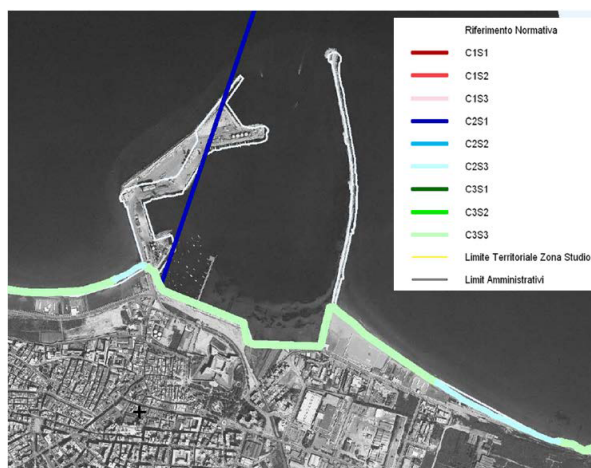 Riferimento Normativa
C1S1
C1S2
C1S3
C2S1
C2S2
C2S3
C3S1
C3S2
C3S3
Limite Territoriale Zona Studio
Limit Amministrativi